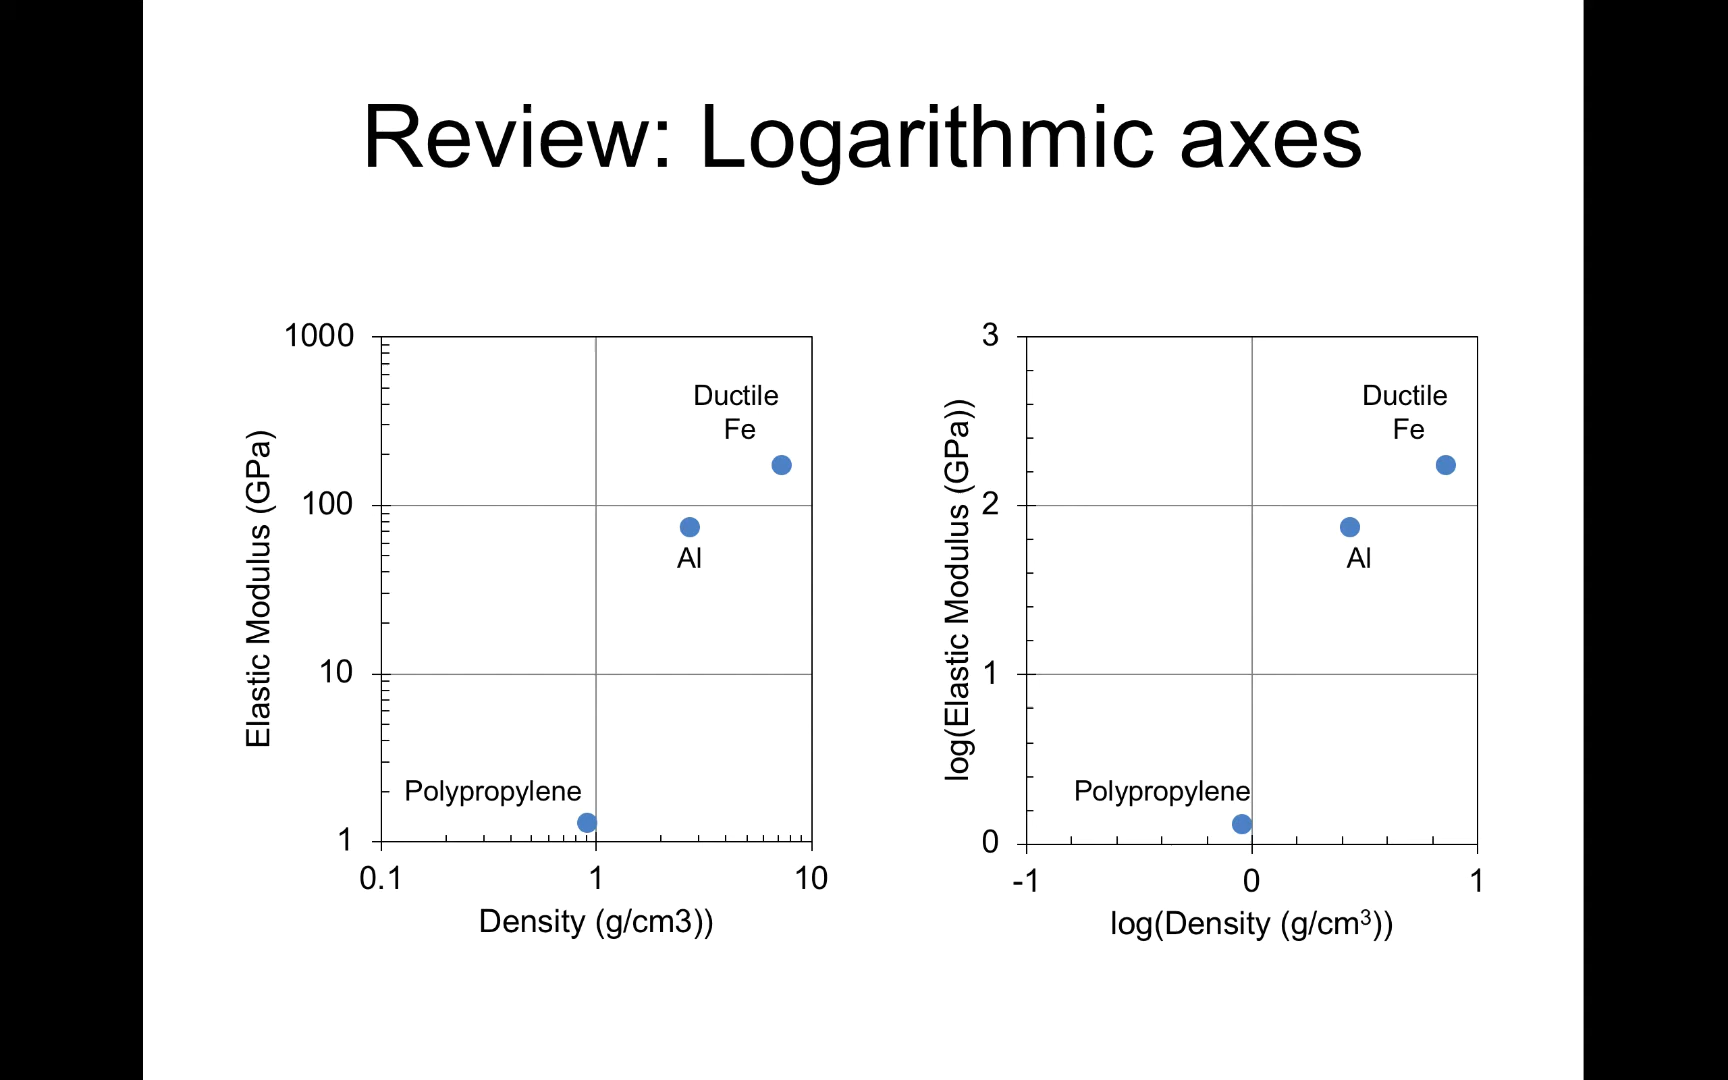 Review: Logarithmic axes
1000
100
10
1
0.1
1
10
Elastic Modulus (GPa)
Density (g/cm3))
Ductile
Fe
Al
Polypropylene
3
2
1
0
-1
0
1
log(Elastic Modulus (GPa))
log(Density (g/cm³))
Ductile
Fe
Al
Polypropylene